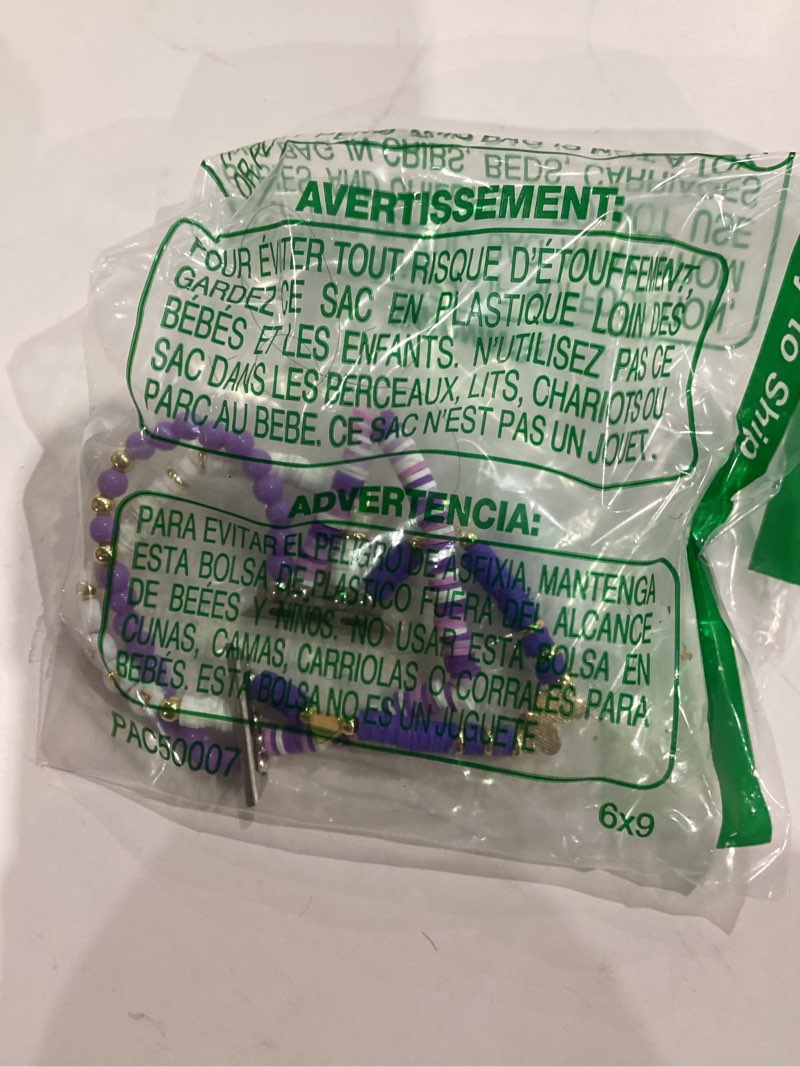 AVERTISSEMENT:
POUR ÉVITER TOUT RISQUE D'ÉTOUFFEMENT,
GARDEZ CE SAC EN PLASTIQUE LOIN DES
BÉBÉS ET LES ENFANTS. N'UTILISEZ PAS CE
SAC DANS LES BERCEAUX, LITS, CHARIOTS OU
PARC AU BEBE. CE SAC N'EST PAS UN JOUET.
ADVERTENCIA:
PARA EVITAR EL PELIGRO DE ASFIXIA, MANTENGA
ESTA BOLSA DE PLASTICO FUERA DEL ALCANCE
DE BEÉES Y NINOS. NO USAR ESTA BOLSA EN
CUNAS, CAMAS, CARRIOLAS O CORRALES PARA
BEBÉS. ESTA BOLSA NO ES UN JUGUETE
PAC50007
6x9
to Ship